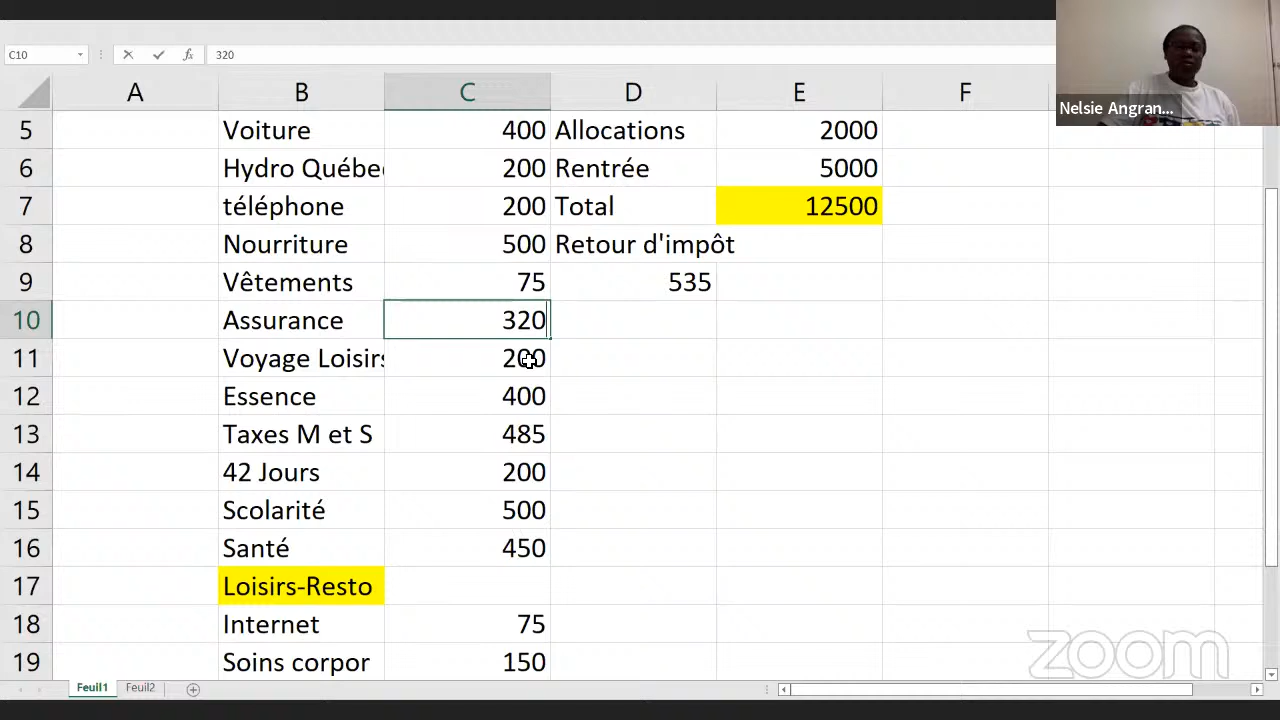 C10 fx 320
A B C D E F
5 Voiture 400 Allocations 2000
6 Hydro Québec 200 Rentrée 5000
7 téléphone 200 Total 12500
8 Nourriture 500 Retour d'impôt
9 Vêtements 75 535
10 Assurance 320
11 Voyage Loisirs 200
12 Essence 400
13 Taxes M et S 485
14 42 Jours 200
15 Scolarité 500
16 Santé 450
17 Loisirs-Resto
18 Internet 75
19 Soins corpor 150
Feuil1 Feuil2
Nelsie Angran...
zoom